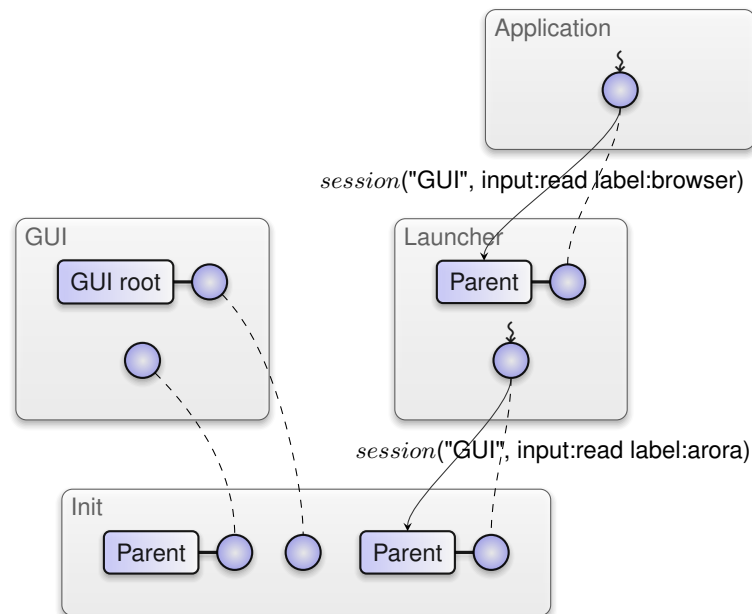 Application
session("GUI", input:read label:browser)
GUI
Launcher
GUI root
Parent
session("GUI", input:read label:arora)
Init
Parent
Parent